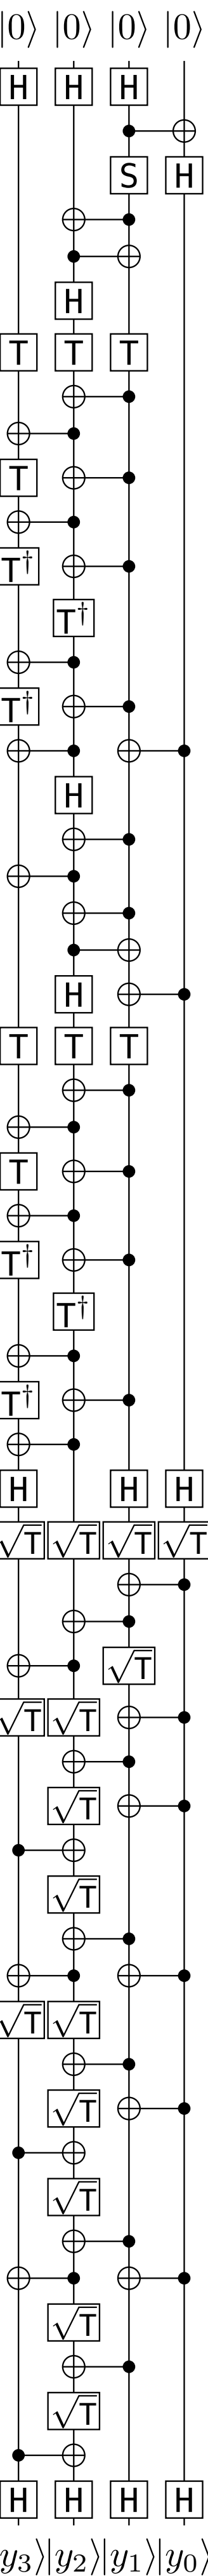 |0⟩ |0⟩ |0⟩ |0⟩
H H H
S H
H
T T T
T
T†
T†
T†
H
H
T T T
T
T†
T†
T†
H H H
√T √T √T √T
√T
√T √T
√T
√T
√T √T
√T
√T
√T
√T
H H H H
y₃⟩|y₂⟩|y₁⟩|y₀⟩